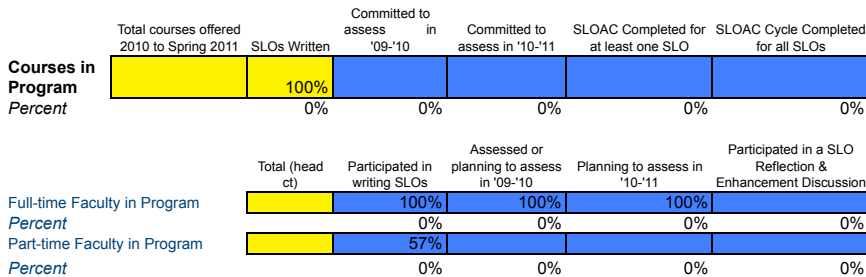 Total courses offered 2010 to Spring 2011 SLOs Written Committed to assess in '09-'10 Committed to assess in '10-'11 SLOAC Completed for at least one SLO SLOAC Cycle Completed for all SLOs
Courses in Program 100%
Percent 0% 0% 0% 0% 0%
Total (head ct) Participated in writing SLOs Assessed or planning to assess in '09-'10 Planning to assess in '10-'11 Participated in a SLO Reflection & Enhancement Discussion
Full-time Faculty in Program 100% 100% 100%
Percent 0% 0% 0% 0%
Part-time Faculty in Program 57%
Percent 0% 0% 0% 0%